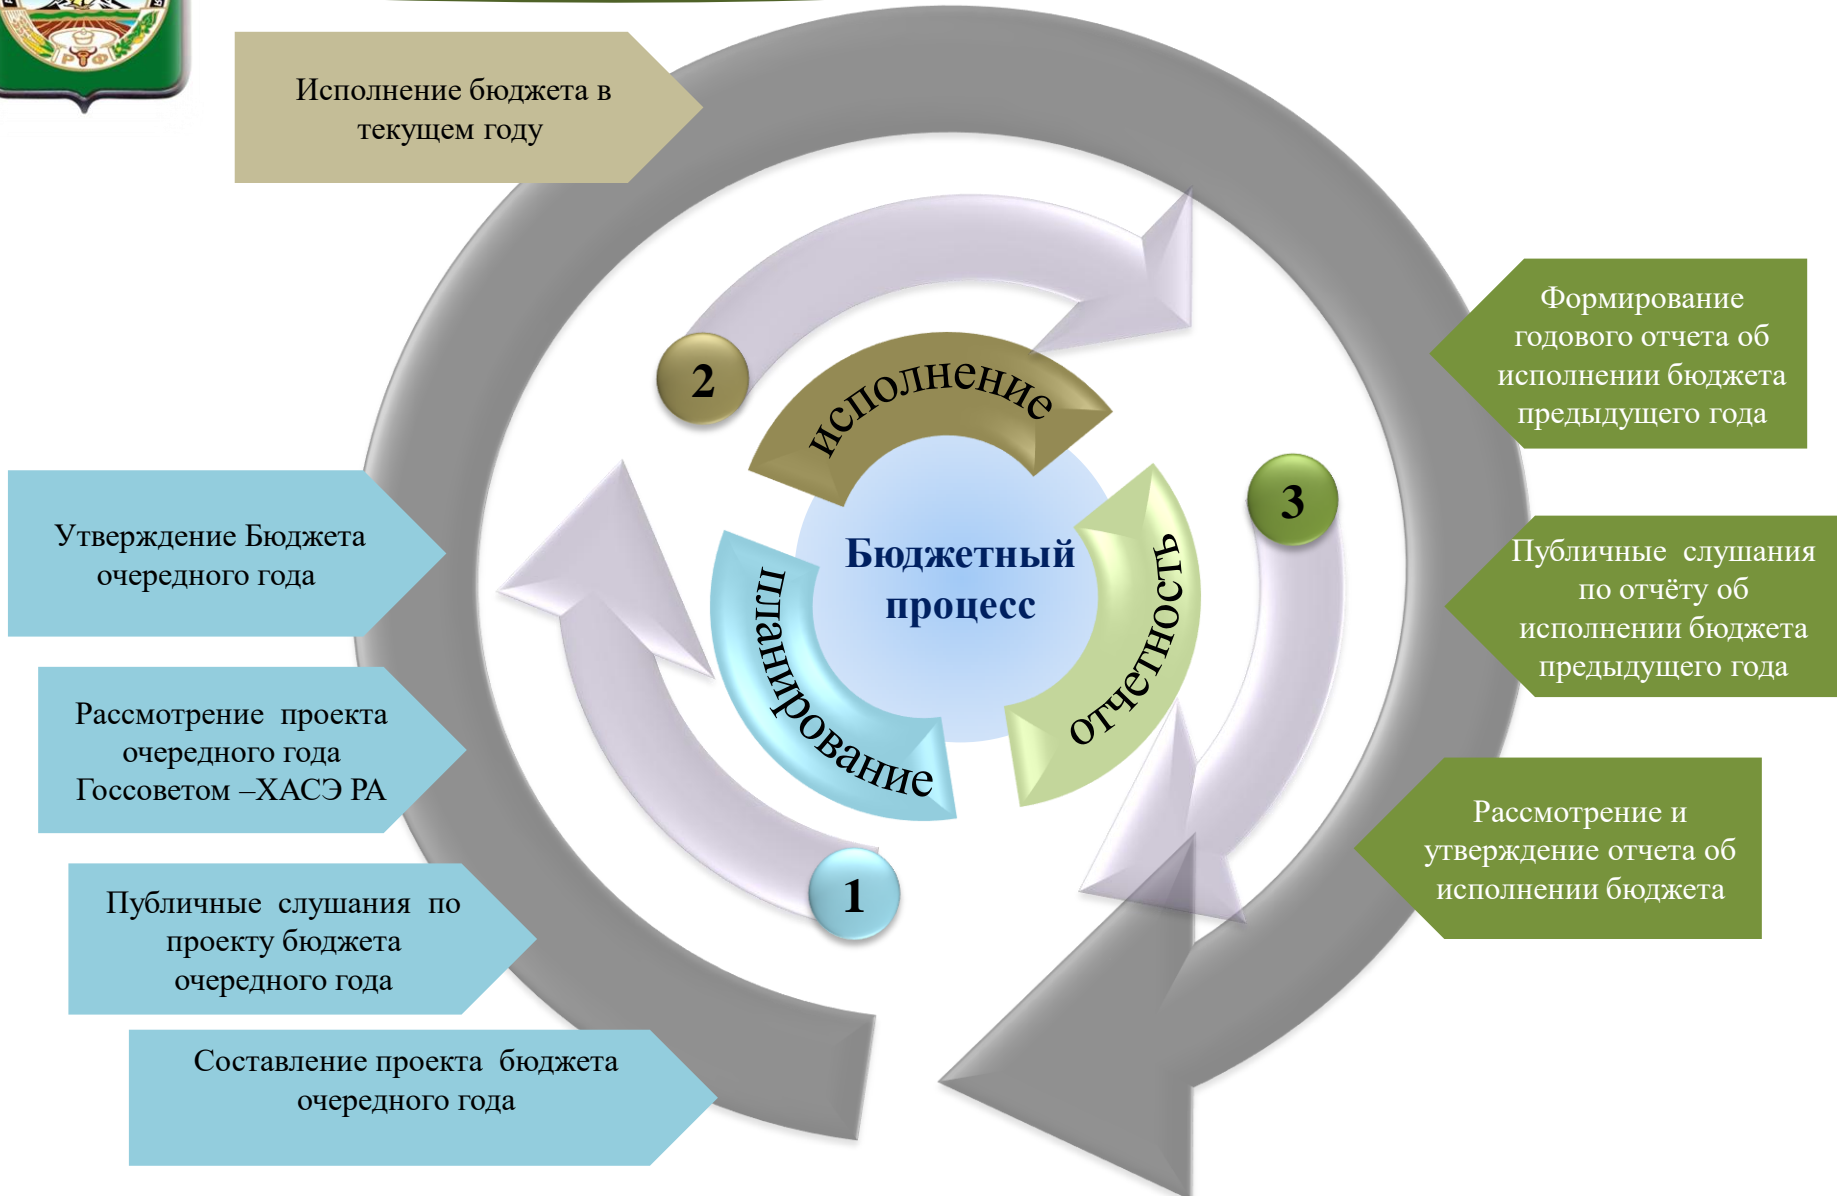 Исполнение бюджета в
текущем году
Формирование
годового отчета об
исполнении бюджета
предыдущего года
2
исполнение
3
Утверждение Бюджета
очередного года
Бюджетный
процесс
планирование
отчетность
Публичные слушания
по отчёту об
исполнении бюджета
предыдущего года
Рассмотрение проекта
очередного года
Госсоветом –ХАСЭ РА
Рассмотрение и
утверждение отчета об
исполнении бюджета
1
Публичные слушания по
проекту бюджета
очередного года
Составление проекта бюджета
очередного года